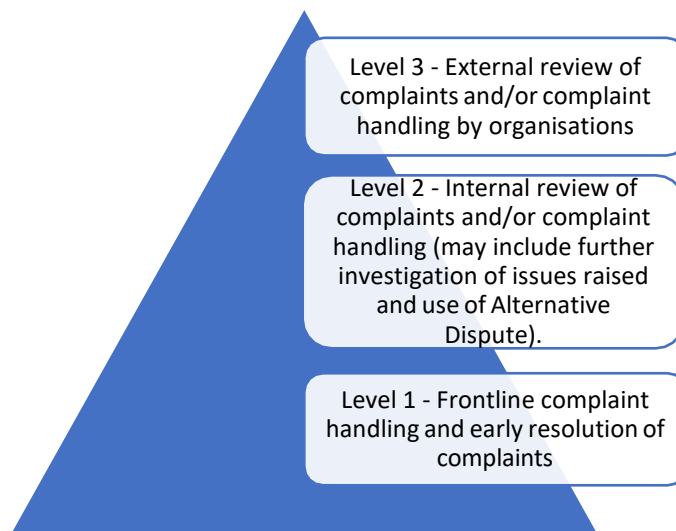 Level 3 - External review of
complaints and/or complaint
handling by organisations
Level 2 - Internal review of
complaints and/or complaint
handling (may include further
investigation of issues raised
and use of Alternative
Dispute).
Level 1 - Frontline complaint
handling and early resolution of
complaints